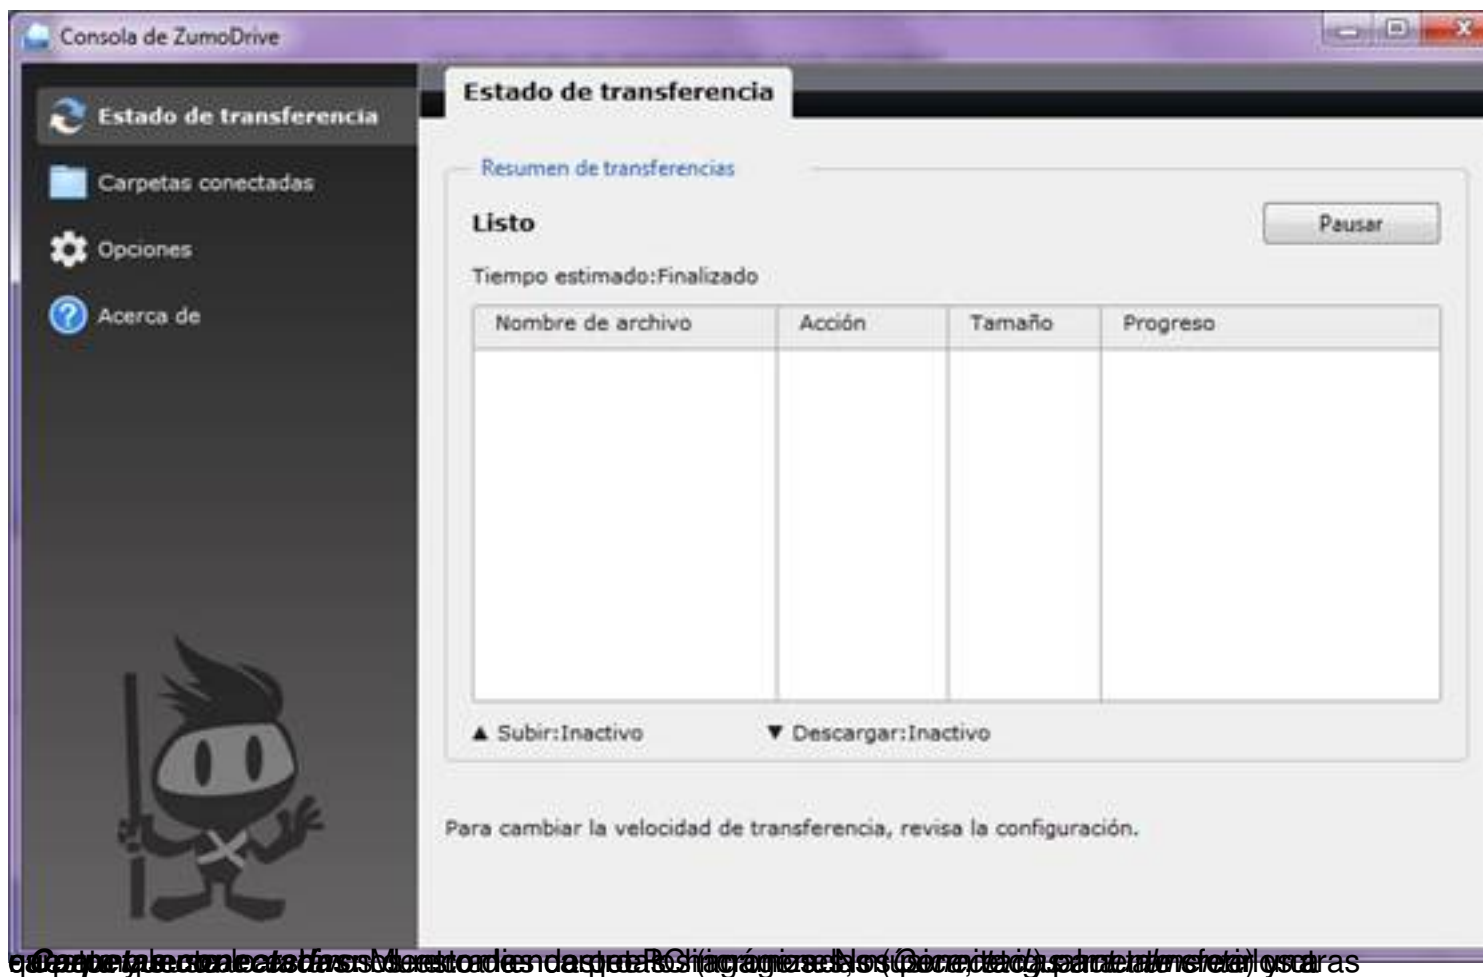 Consola de ZumoDrive
Estado de transferencia
Carpetas conectadas
Opciones
Acerca de
Estado de transferencia
Resumen de transferencias
Listo
Pausar
Tiempo estimado:Finalizado
Nombre de archivo Acción Tamaño Progreso
▲ Subir:Inactivo ▼ Descargar:Inactivo
Para cambiar la velocidad de transferencia, revisa la configuración.